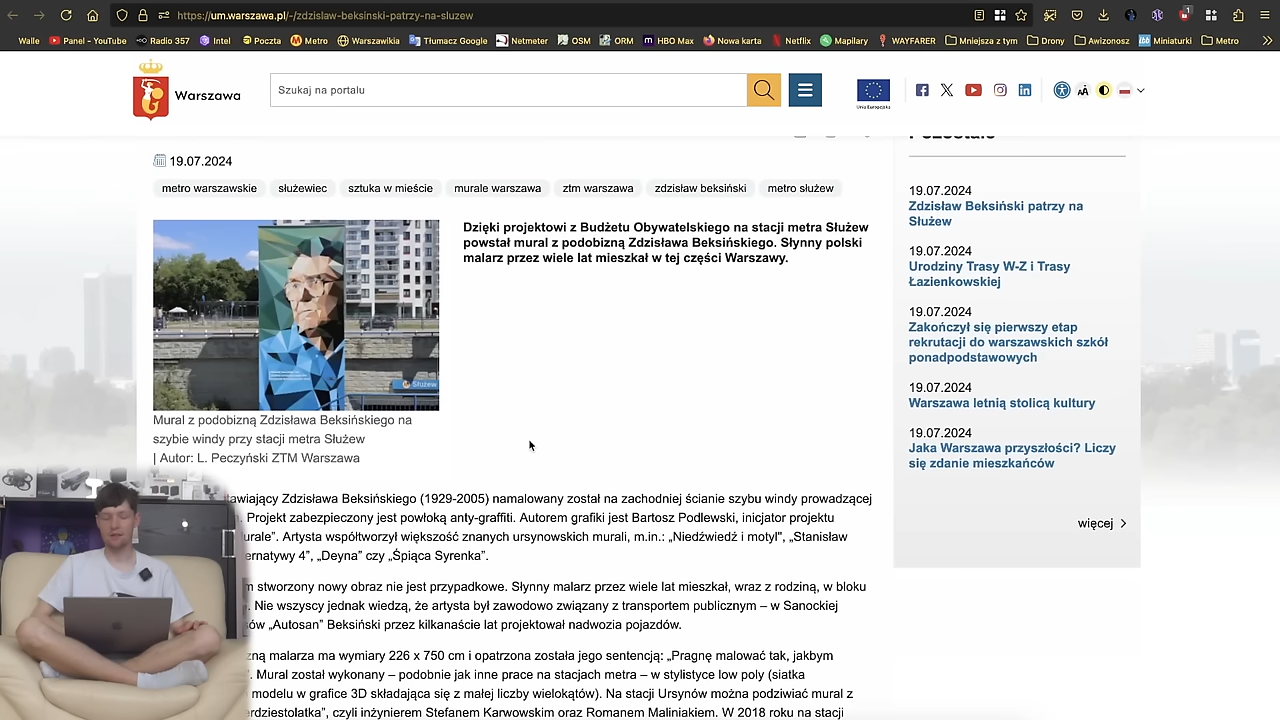 https://um.warszawa.pl/-/zdzislaw-beksinski-patrzy-na-sluzew
Walle Panel - YouTube Radio 357 Intel Poczta Metro Warszawikia Tłumacz Google Netmeter OSM ORM HBO Max Nowa karta Netflix Mapilary WAYFARER Mniejsza z tym Drony Awizonosz Miniaturki Metro
Warszawa
Szukaj na portalu
Unia Europejska
19.07.2024
metro warszawskie służewiec sztuka w mieście murale warszawa ztm warszawa zdzisław beksiński metro służew
Dzięki projektowi z Budżetu Obywatelskiego na stacji metra Służew
powstał mural z podobizną Zdzisława Beksińskiego. Słynny polski
malarz przez wiele lat mieszkał w tej części Warszawy.
Służew
Mural z podobizną Zdzisława Beksińskiego na
szybie windy przy stacji metra Służew
| Autor: L. Peczyński ZTM Warszawa
tawiający Zdzisława Beksińskiego (1929-2005) namalowany został na zachodniej ścianie szybu windy prowadzącej
Projekt zabezpieczony jest powłoką anty-graffiti. Autorem grafiki jest Bartosz Podlewski, inicjator projektu
urale”. Artysta współtworzył większość znanych ursynowskich murali, m.in.: „Niedźwiedź i motyl", „Stanisław
ernatywy 4”, „Deyna” czy „Śpiąca Syrenka”.
m stworzony nowy obraz nie jest przypadkowe. Słynny malarz przez wiele lat mieszkał, wraz z rodziną, w bloku
. Nie wszyscy jednak wiedzą, że artysta był zawodowo związany z transportem publicznym – w Sanockiej
sów „Autosan” Beksiński przez kilkanaście lat projektował nadwozia pojazdów.
zną malarza ma wymiary 226 x 750 cm i opatrzona została jego sentencją: „Pragnę malować tak, jakbym
”. Mural został wykonany – podobnie jak inne prace na stacjach metra – w stylistyce low poly (siatka
modelu w grafice 3D składająca się z małej liczby wielokątów). Na stacji Ursynów można podziwiać mural z
erdziestolatka”, czyli inżynierem Stefanem Karwowskim oraz Romanem Maliniakiem. W 2018 roku na stacji
Pozostałe
19.07.2024
Zdzisław Beksiński patrzy na
Służew
19.07.2024
Urodziny Trasy W-Z i Trasy
Łazienkowskiej
19.07.2024
Zakończył się pierwszy etap
rekrutacji do warszawskich szkół
ponadpodstawowych
19.07.2024
Warszawa letnią stolicą kultury
19.07.2024
Jaka Warszawa przyszłości? Liczy
się zdanie mieszkańców
więcej